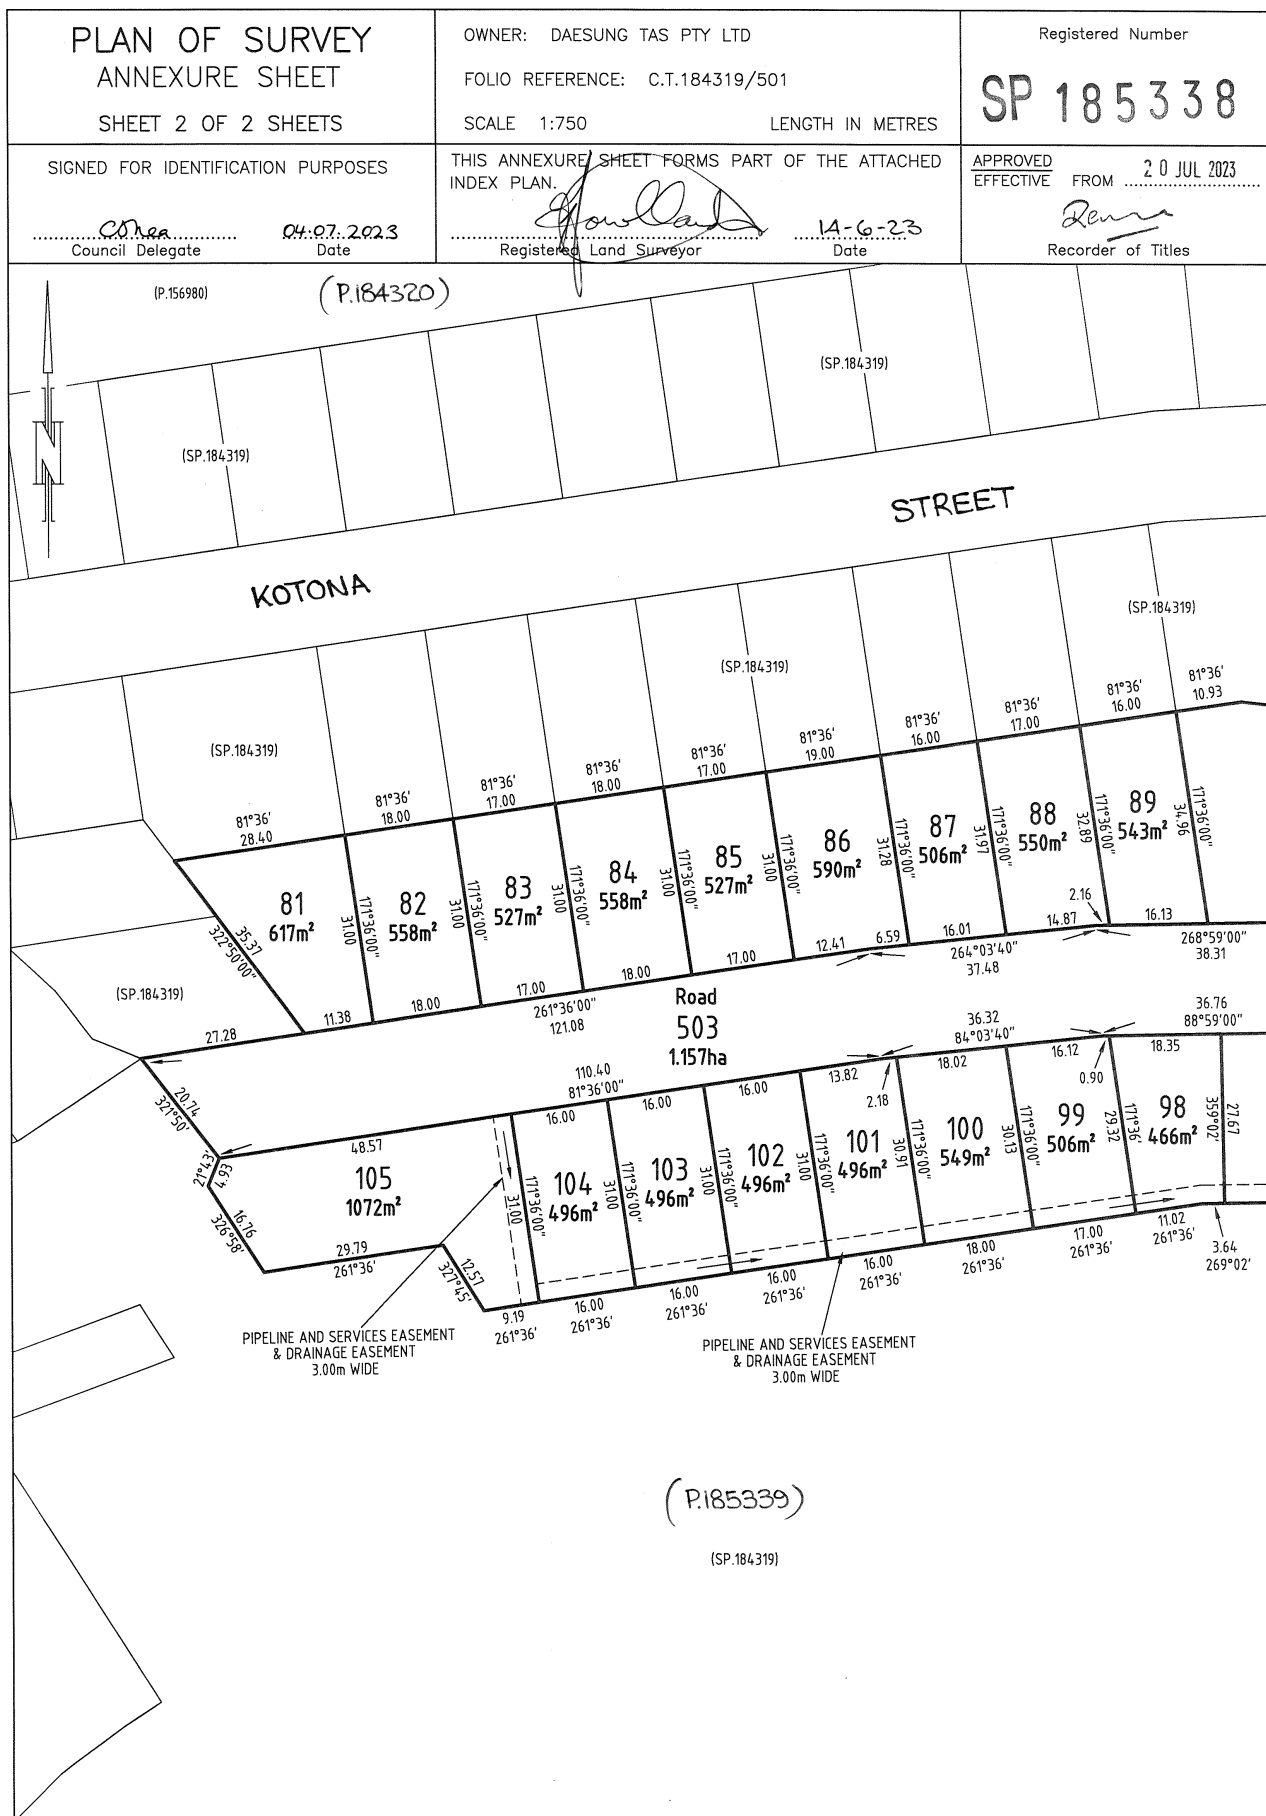 PLAN OF SURVEY
ANNEXURE SHEET
SHEET 2 OF 2 SHEETS
OWNER: DAESUNG TAS PTY LTD
FOLIO REFERENCE: C.T.184319/501
SCALE 1:750 LENGTH IN METRES
Registered Number
SP 185338
SIGNED FOR IDENTIFICATION PURPOSES
04.07.2023
Council Delegate Date
THIS ANNEXURE SHEET FORMS PART OF THE ATTACHED
INDEX PLAN.
14-6-23
Registered Land Surveyor Date
APPROVED
EFFECTIVE FROM 20 JUL 2023
Recorder of Titles
(P.156980)
(P.184320)
N
(SP.184319)
(SP.184319)
STREET
KOTONA
(SP.184319)
(SP.184319)
(SP.184319)
(SP.184319)
81°36'
28.40
81°36'
18.00
81°36'
17.00
81°36'
18.00
81°36'
17.00
81°36'
19.00
81°36'
16.00
81°36'
17.00
81°36'
16.00
81°36'
10.93
81
617m²
82
558m²
83
527m²
84
558m²
85
527m²
86
590m²
87
506m²
88
550m²
89
543m²
35.37
322°50'00"
171°36'00"
31.00
171°36'00"
31.00
171°36'00"
31.00
171°36'00"
31.00
171°36'00"
31.00
171°36'00"
31.28
171°36'00"
31.97
171°36'00"
32.89
171°36'00"
34.96
27.28
11.38
18.00
17.00
18.00
17.00
12.41
6.59
16.01
14.87
2.16
16.13
261°36'00"
121.08
264°03'40"
37.48
268°59'00"
38.31
Road
503
1.157ha
110.40
81°36'00"
36.32
84°03'40"
36.76
88°59'00"
20.74
321°50'
21°43'
4.93
16.76
326°58'
48.57
16.00
16.00
16.00
13.82
2.18
18.02
16.12
0.90
18.35
105
1072m²
104
496m²
103
496m²
102
496m²
101
496m²
100
549m²
99
506m²
98
466m²
171°36'00"
31.00
171°36'00"
31.00
171°36'00"
31.00
171°36'00"
31.00
171°36'00"
30.91
171°36'00"
30.13
171°36'
29.32
359°02'
27.67
29.79
261°36'
12.57
327°45'
9.19
261°36'
16.00
261°36'
16.00
261°36'
16.00
261°36'
16.00
261°36'
18.00
261°36'
17.00
261°36'
11.02
261°36'
3.64
269°02'
PIPELINE AND SERVICES EASEMENT
& DRAINAGE EASEMENT
3.00m WIDE
PIPELINE AND SERVICES EASEMENT
& DRAINAGE EASEMENT
3.00m WIDE
(P.185339)
(SP.184319)